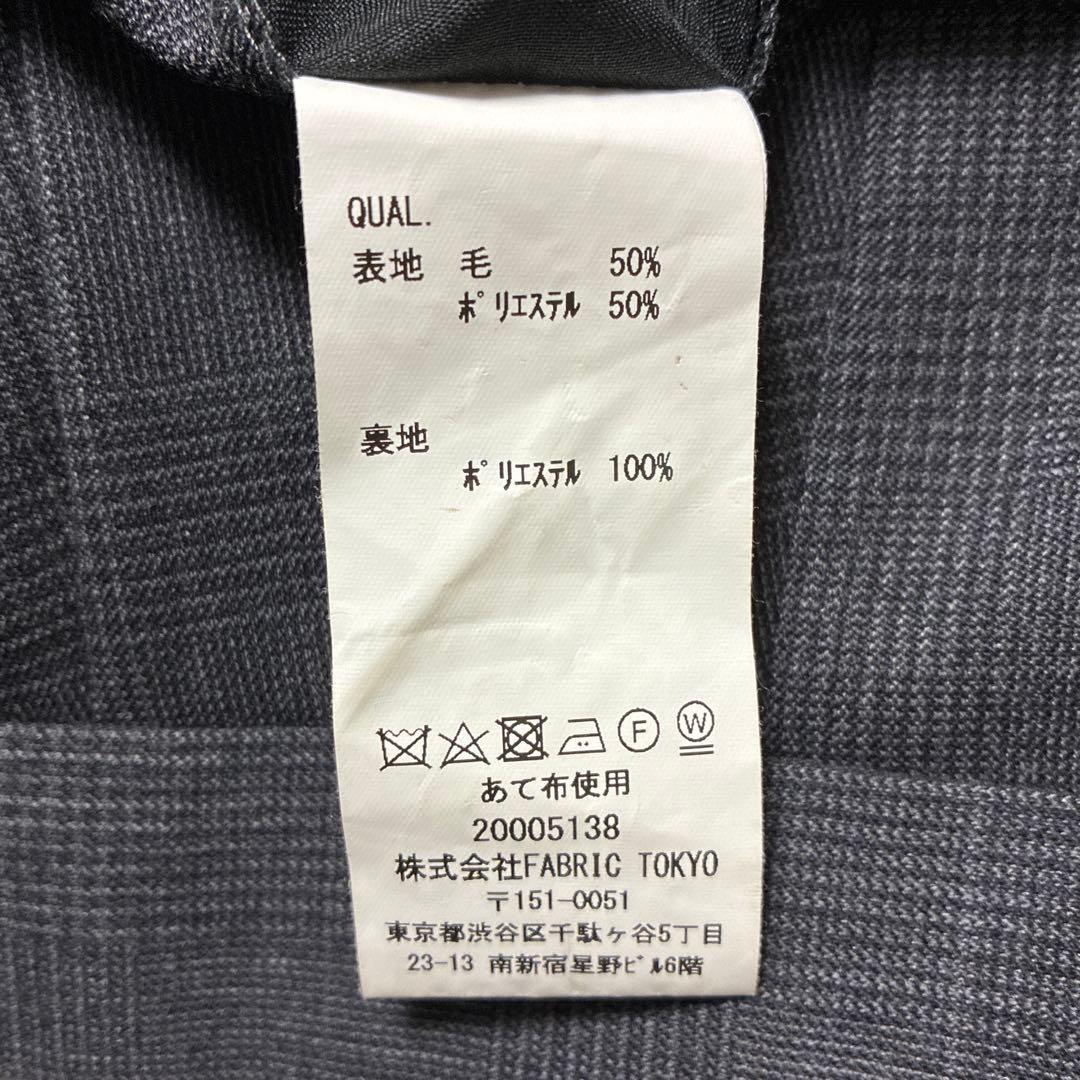 QUAL.
表地 毛 50%
ポリエステル 50%
裏地
ポリエステル 100%
F W
あて布使用
20005138
株式会社FABRIC TOKYO
〒151-0051
東京都渋谷区千駄ヶ谷5丁目
23-13 南新宿星野ビル6階